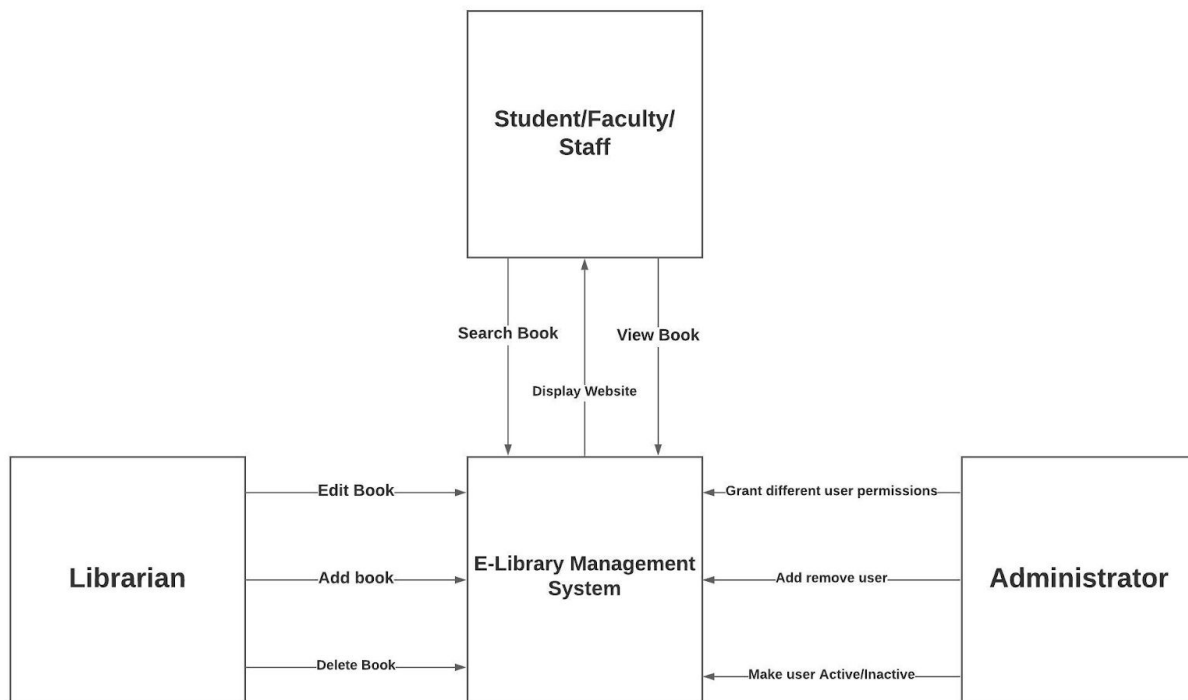 Student/Faculty/
Staff
Search Book
View Book
Display Website
Edit Book
Grant different user permissions
Librarian
Add book
E-Library Management
System
Add remove user
Administrator
Delete Book
Make user Active/Inactive